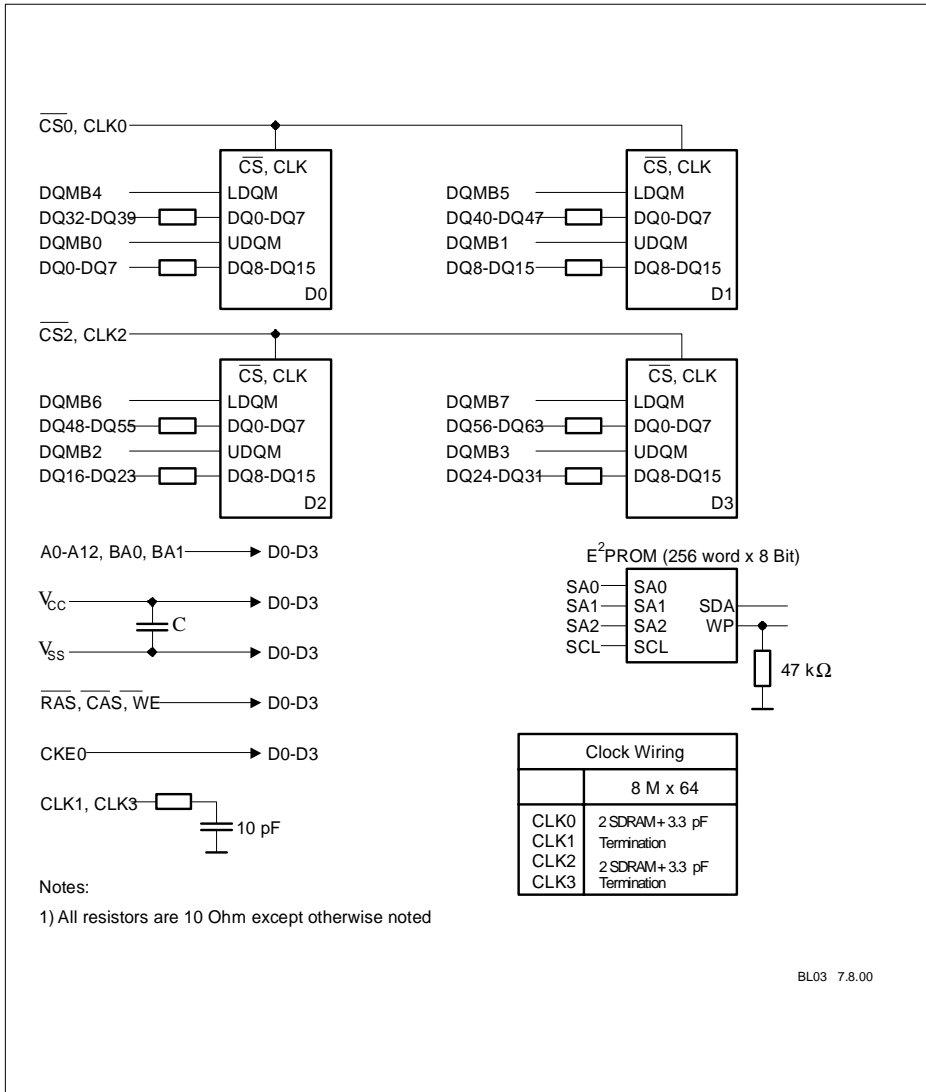 CS0, CLK0
CS, CLK
DQMB4 LDQM
DQ32-DQ39 DQ0-DQ7
DQMB0 UDQM
DQ0-DQ7 DQ8-DQ15
D0
CS, CLK
DQMB5 LDQM
DQ40-DQ47 DQ0-DQ7
DQMB1 UDQM
DQ8-DQ15 DQ8-DQ15
D1
CS2, CLK2
CS, CLK
DQMB6 LDQM
DQ48-DQ55 DQ0-DQ7
DQMB2 UDQM
DQ16-DQ23 DQ8-DQ15
D2
CS, CLK
DQMB7 LDQM
DQ56-DQ63 DQ0-DQ7
DQMB3 UDQM
DQ24-DQ31 DQ8-DQ15
D3
A0-A12, BA0, BA1 D0-D3
VCC D0-D3
C
VSS D0-D3
RAS, CAS, WE D0-D3
CKE0 D0-D3
CLK1, CLK3
10 pF
E²PROM (256 word x 8 Bit)
SA0 SA0
SA1 SA1 SDA
SA2 SA2 WP
SCL SCL
47 kΩ
Clock Wiring
8 M x 64
CLK0 2 SDRAM + 3.3 pF
CLK1 Termination
CLK2 2 SDRAM + 3.3 pF
CLK3 Termination
Notes:
1) All resistors are 10 Ohm except otherwise noted
BL03 7.8.00